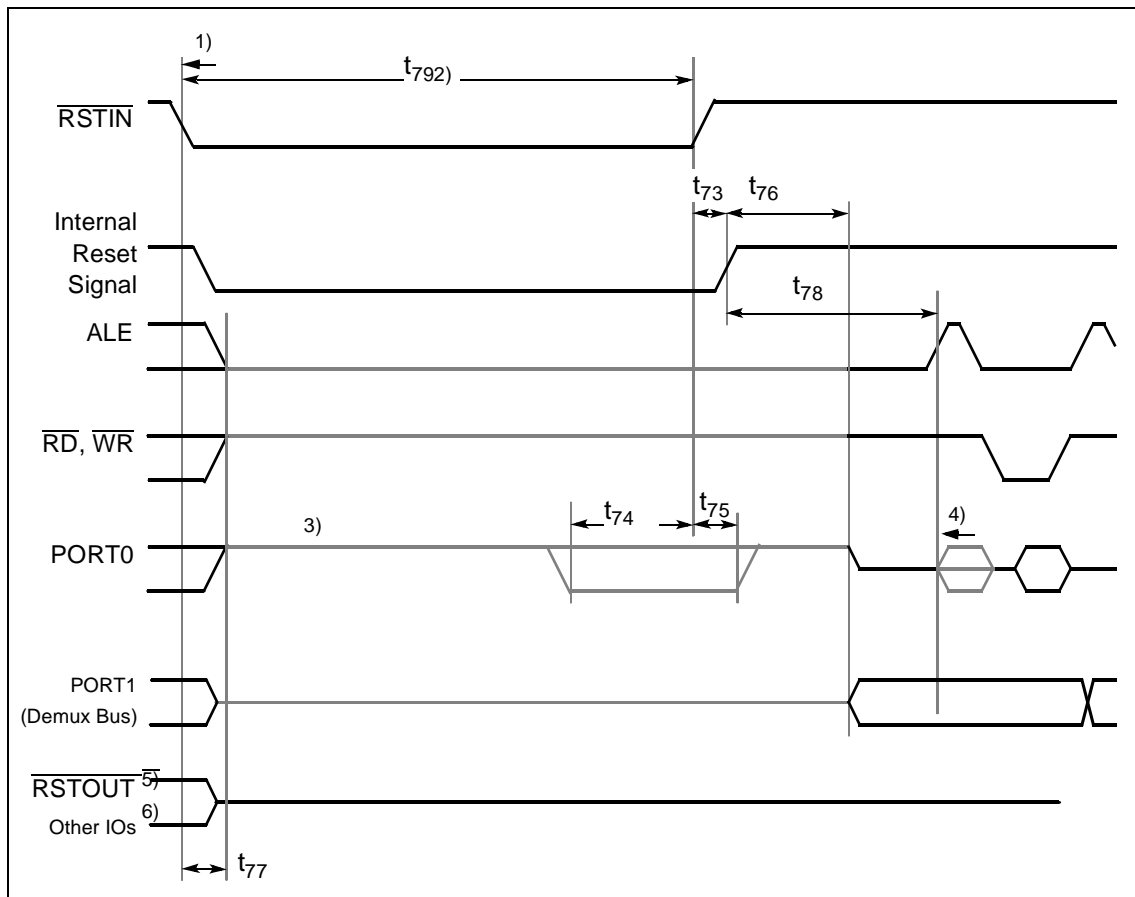 1)
t792)
RSTIN
t73 t76
Internal
Reset
Signal
t78
ALE
RD, WR
t74 t75
3) 4)
PORT0
PORT1
(Demux Bus)
RSTOUT 5)
6)
Other IOs
t77